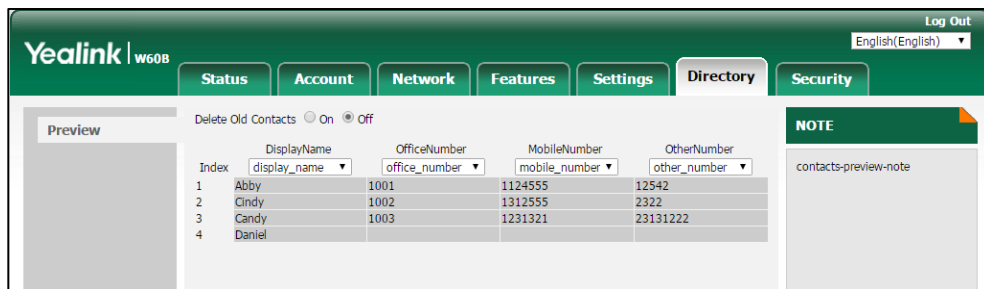 Log Out
English(English)
Yealink W60B
Status Account Network Features Settings Directory Security
Preview
Delete Old Contacts On Off
NOTE
DisplayName OfficeNumber MobileNumber OtherNumber
Index display_name office_number mobile_number other_number
contacts-preview-note
1 Abby 1001 1124555 12542
2 Cindy 1002 1312555 2322
3 Candy 1003 1231321 23131222
4 Daniel